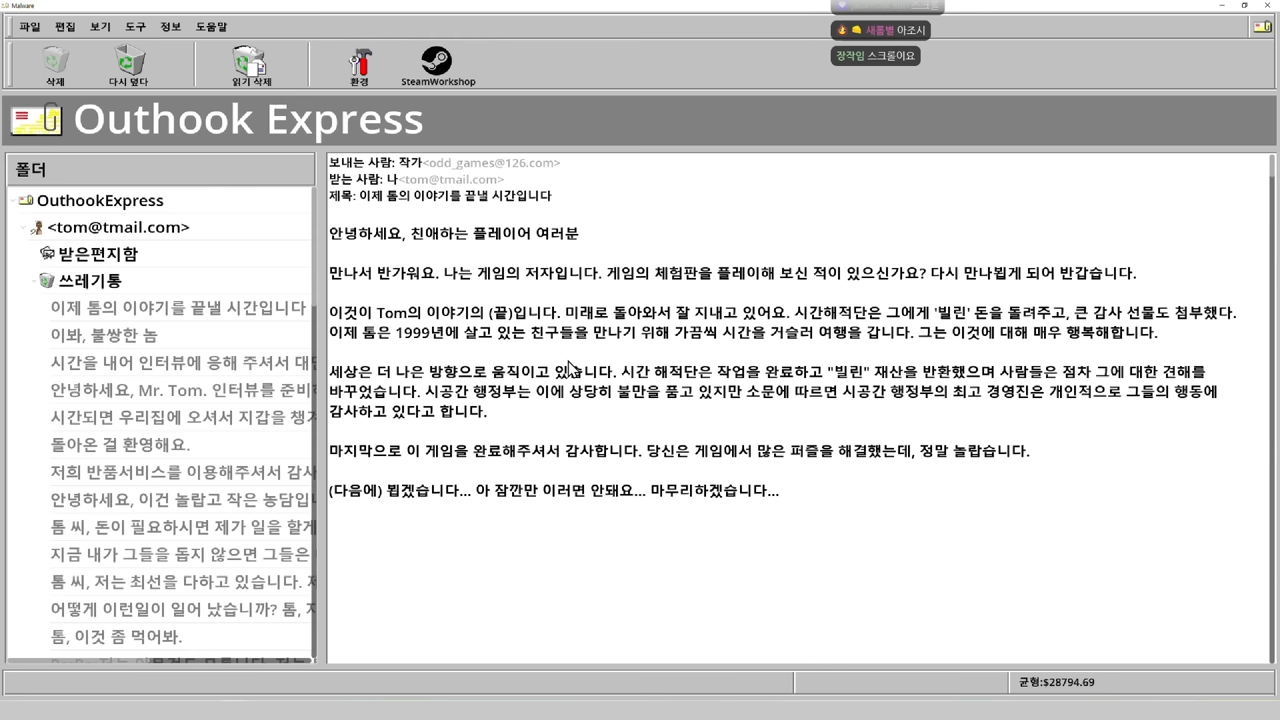 Malware
스크롤
파일 편집 보기 도구 정보 도움말
새롬별 아조시
장작임 스크롤이요
삭제 다시 덮다 읽기 삭제 환경 SteamWorkshop
Outhook Express
폴더
OuthookExpress
<tom@tmail.com>
받은편지함
쓰레기통
이제 톰의 이야기를 끝낼 시간입니다
이봐, 불쌍한 놈
시간을 내어 인터뷰에 응해 주셔서 대단
안녕하세요, Mr. Tom. 인터뷰를 준비하
시간되면 우리집에 오셔서 지갑을 챙겨
돌아온 걸 환영해요.
저희 반품서비스를 이용해주셔서 감사
안녕하세요, 이건 놀랍고 작은 농담입니
톰 씨, 돈이 필요하시면 제가 일을 할게
지금 내가 그들을 돕지 않으면 그들은
톰 씨, 저는 최선을 다하고 있습니다.
어떻게 이런일이 일어 났습니까? 톰,
톰, 이것 좀 먹어봐.
보내는 사람: 작가<odd_games@126.com>
받는 사람: 나<tom@tmail.com>
제목: 이제 톰의 이야기를 끝낼 시간입니다
안녕하세요, 친애하는 플레이어 여러분
만나서 반가워요. 나는 게임의 저자입니다. 게임의 체험판을 플레이해 보신 적이 있으신가요? 다시 만나뵙게 되어 반갑습니다.
이것이 Tom의 이야기의 (끝)입니다. 미래로 돌아와서 잘 지내고 있어요. 시간해적단은 그에게 '빌린' 돈을 돌려주고, 큰 감사 선물도 첨부했다.
이제 톰은 1999년에 살고 있는 친구들을 만나기 위해 가끔씩 시간을 거슬러 여행을 갑니다. 그는 이것에 대해 매우 행복해합니다.
세상은 더 나은 방향으로 움직이고 있습니다. 시간 해적단은 작업을 완료하고 "빌린" 재산을 반환했으며 사람들은 점차 그에 대한 견해를
바꾸었습니다. 시공간 행정부는 이에 상당히 불만을 품고 있지만 소문에 따르면 시공간 행정부의 최고 경영진은 개인적으로 그들의 행동에
감사하고 있다고 합니다.
마지막으로 이 게임을 완료해주셔서 감사합니다. 당신은 게임에서 많은 퍼즐을 해결했는데, 정말 놀랍습니다.
(다음에) 뵙겠습니다... 아 잠깐만 이러면 안돼요... 마무리하겠습니다...
균형:$28794.69